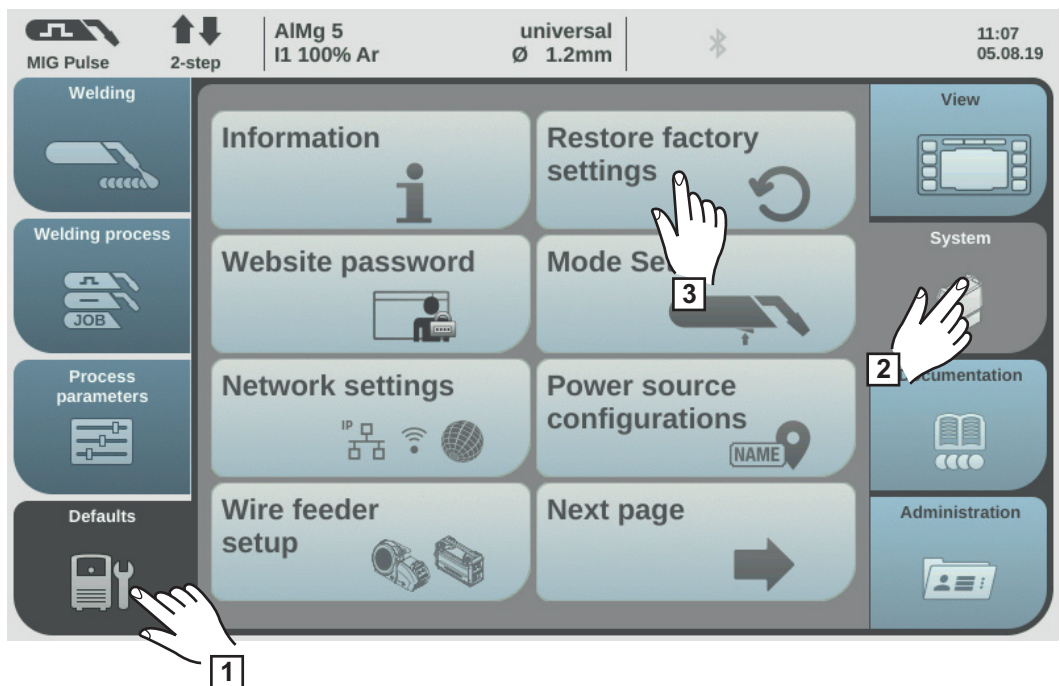 MIG Pulse
2-step
AlMg 5
I1 100% Ar
universal
Ø 1.2mm
11:07
05.08.19
Welding
Welding process
JOB
Process
parameters
Defaults
1
Information
Restore factory
settings
3
Website password
Mode Se
Network settings
IP
Power source
configurations
NAME
Wire feeder
setup
Next page
View
System
2
ocumentation
Administration